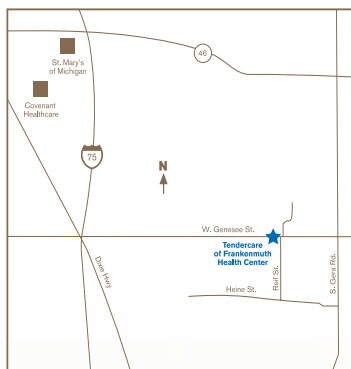 46
St. Mary's
of Michigan
Covenant
Healthcare
75
N
W. Genesee St.
Tendercare
of Frankenmuth
Health Center
Dixie Hwy
Reif St.
S. Gera Rd.
Heine St.